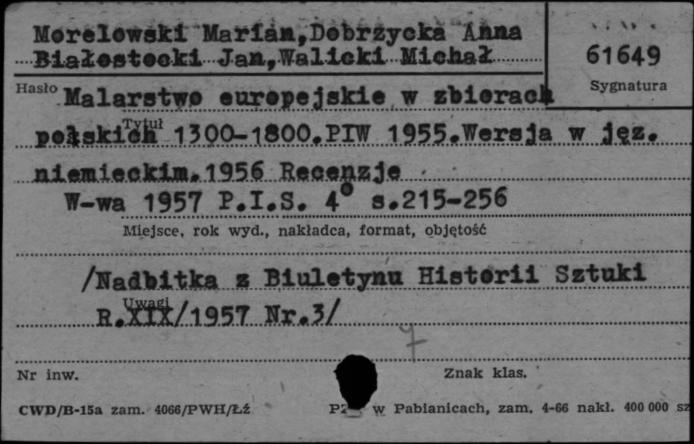 Morelowski Marian,Dobrzycka Anna
Białostocki Jan,Walicki Michał
61649
Sygnatura
Hasło Malarstwo europejskie w zbiorach
Tytuł
polskich 1300-1800.PIW 1955.Wersja w jęz.
niemieckim.1956 Recenzje
W-wa 1957 P.I.S. 4° s.215-256
Miejsce, rok wyd., nakładca, format, objętość
/Nadbitka z Biuletynu Historii Sztuki
Uwagi
R.XIX/1957 Nr.3/
7
Nr inw.
Znak klas.
CWD/B-15a zam. 4066/PWH/Łź
w Pabianicach, zam. 4-66 nakł. 400 000